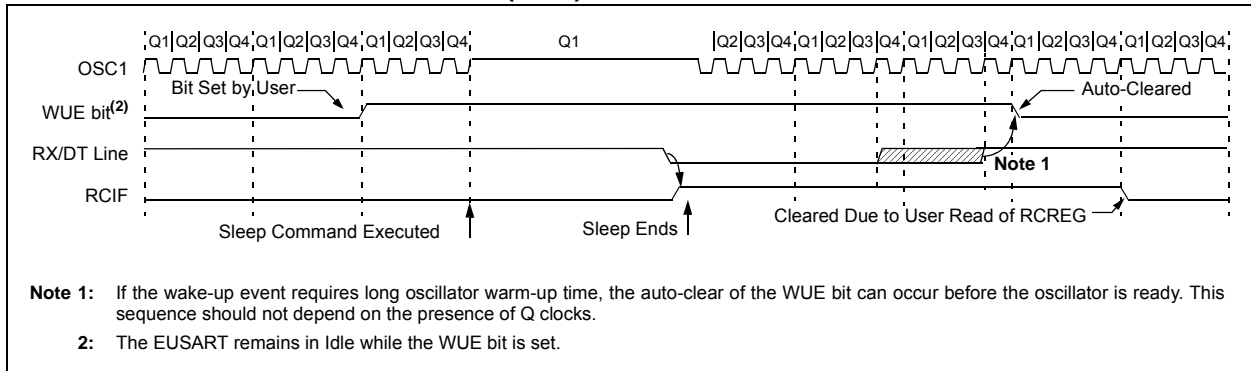 Q1 Q2 Q3 Q4 Q1 Q2 Q3 Q4 Q1 Q2 Q3 Q4 Q1 Q2 Q3 Q4 Q1 Q2 Q3 Q4 Q1 Q2 Q3 Q4 Q1 Q2 Q3 Q4 Q1 Q2 Q3 Q4
OSC1
Bit Set by User
Auto-Cleared
WUE bit(2)
RX/DT Line
Note 1
RCIF
Cleared Due to User Read of RCREG
Sleep Command Executed
Sleep Ends
Note 1: If the wake-up event requires long oscillator warm-up time, the auto-clear of the WUE bit can occur before the oscillator is ready. This
sequence should not depend on the presence of Q clocks.
2: The EUSART remains in Idle while the WUE bit is set.